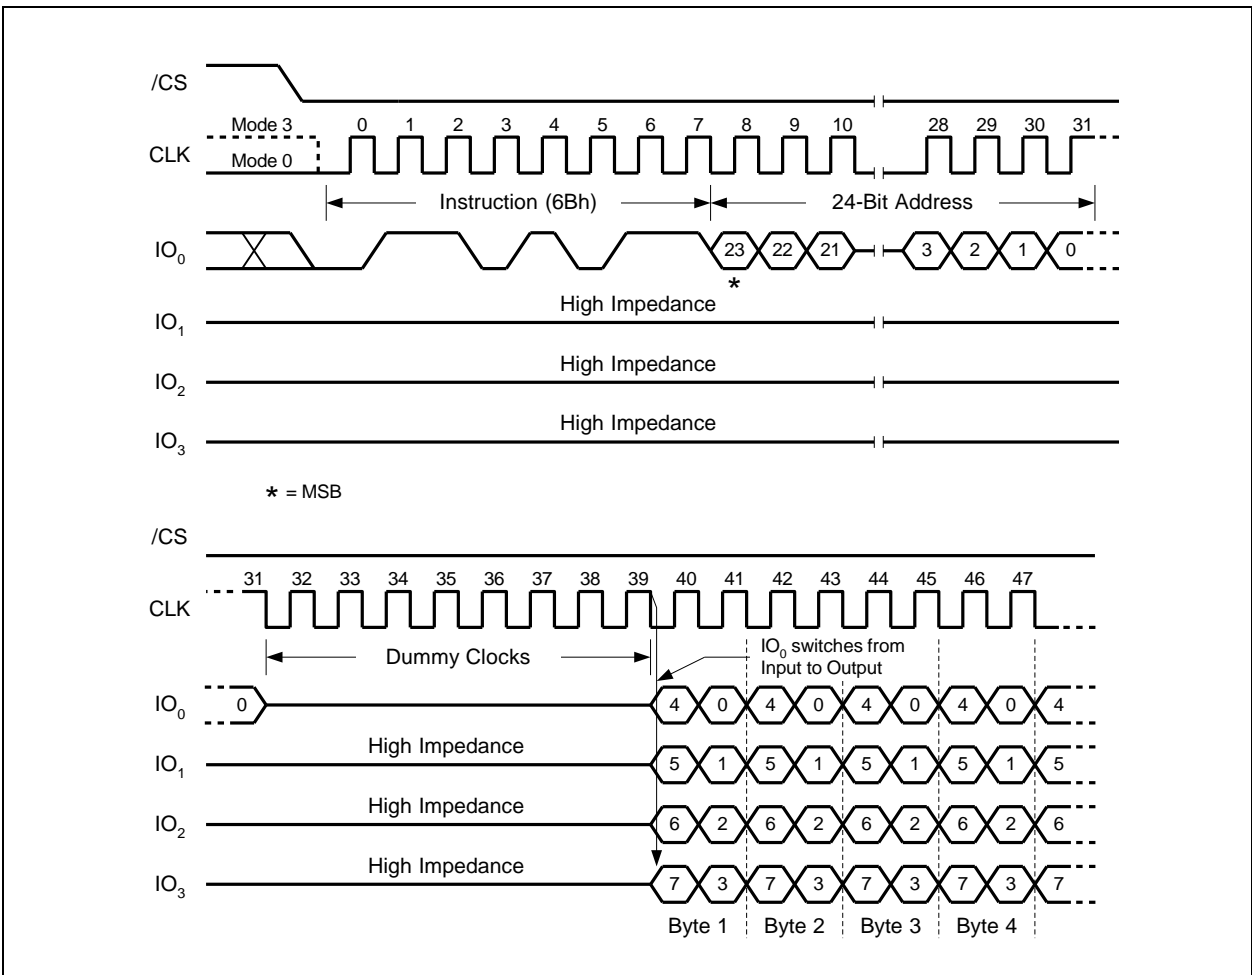 /CS
Mode 3 0 1 2 3 4 5 6 7 8 9 10 28 29 30 31
CLK Mode 0
Instruction (6Bh) 24-Bit Address
IO0 23 22 21 3 2 1 0
*
High Impedance
IO1
High Impedance
IO2
High Impedance
IO3
* = MSB
/CS
31 32 33 34 35 36 37 38 39 40 41 42 43 44 45 46 47
CLK
IO0 switches from
Dummy Clocks Input to Output
IO0 0 4 0 4 0 4 0 4 0 4
High Impedance
IO1 5 1 5 1 5 1 5 1 5
High Impedance
IO2 6 2 6 2 6 2 6 2 6
High Impedance
IO3 7 3 7 3 7 3 7 3 7
Byte 1 Byte 2 Byte 3 Byte 4